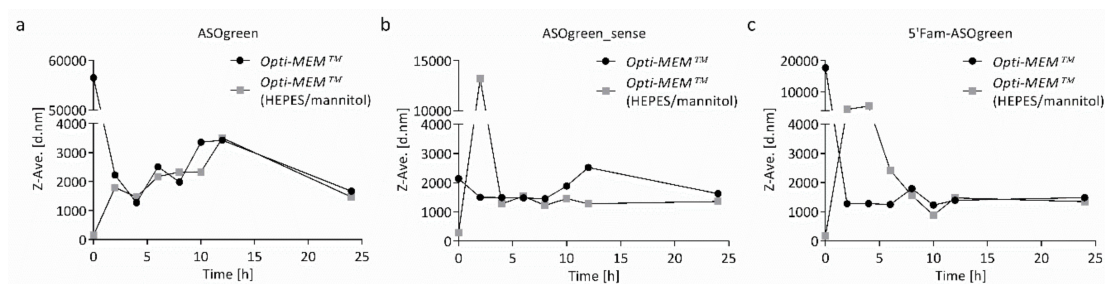 a
ASOgreen
60000
50000
4000
3000
2000
1000
0
Z-Ave. [d.nm]
0 5 10 15 20 25
Time [h]
Opti-MEM™
Opti-MEM™
(HEPES/mannitol)
b
ASOgreen_sense
15000
10000
4000
3000
2000
1000
0
Z-Ave. [d.nm]
0 5 10 15 20 25
Time [h]
Opti-MEM™
Opti-MEM™
(HEPES/mannitol)
c
5'Fam-ASOgreen
20000
10000
4000
3000
2000
1000
0
Z-Ave. [d.nm]
0 5 10 15 20 25
Time [h]
Opti-MEM™
Opti-MEM™
(HEPES/mannitol)